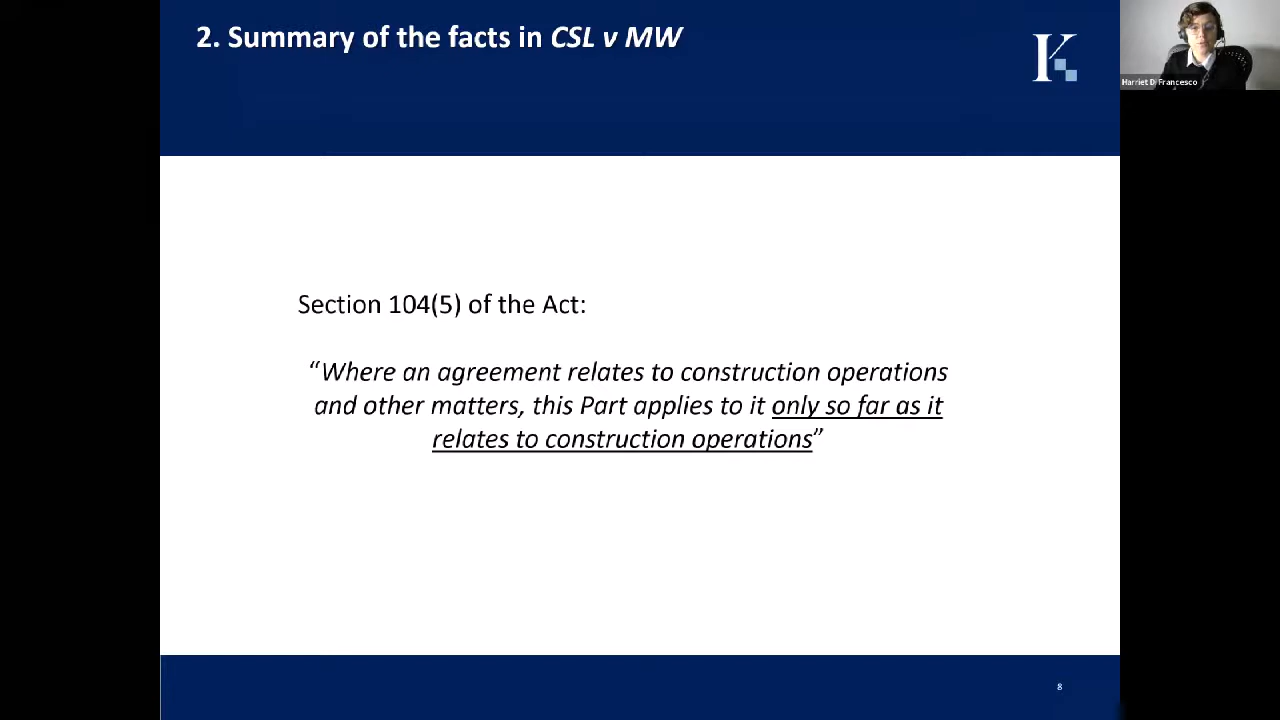 2. Summary of the facts in CSL v MW
K
Harriet Di Francesco
Section 104(5) of the Act:
“Where an agreement relates to construction operations
and other matters, this Part applies to it only so far as it
relates to construction operations”
8